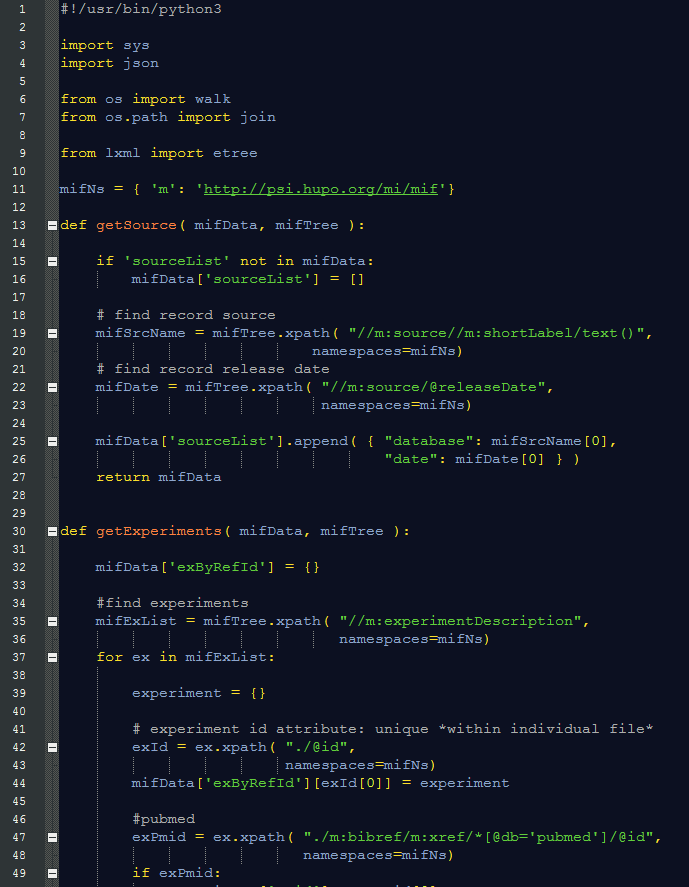 1 #!/usr/bin/python3
2
3 import sys
4 import json
5
6 from os import walk
7 from os.path import join
8
9 from lxml import etree
10
11 mifNs = { 'm': 'http://psi.hupo.org/mi/mif'}
12
13 def getSource( mifData, mifTree ):
14
15 if 'sourceList' not in mifData:
16 mifData['sourceList'] = []
17
18 # find record source
19 mifSrcName = mifTree.xpath( "//m:source//m:shortLabel/text()",
20 namespaces=mifNs)
21 # find record release date
22 mifDate = mifTree.xpath( "//m:source/@releaseDate",
23 namespaces=mifNs)
24
25 mifData['sourceList'].append( { "database": mifSrcName[0],
26 "date": mifDate[0] } )
27 return mifData
28
29
30 def getExperiments( mifData, mifTree ):
31
32 mifData['exByRefId'] = {}
33
34 #find experiments
35 mifExList = mifTree.xpath( "//m:experimentDescription",
36 namespaces=mifNs)
37 for ex in mifExList:
38
39 experiment = {}
40
41 # experiment id attribute: unique *within individual file*
42 exId = ex.xpath( "./@id",
43 namespaces=mifNs)
44 mifData['exByRefId'][exId[0]] = experiment
45
46 #pubmed
47 exPmid = ex.xpath( "./m:bibref/m:xref/*[@db='pubmed']/@id",
48 namespaces=mifNs)
49 if exPmid: